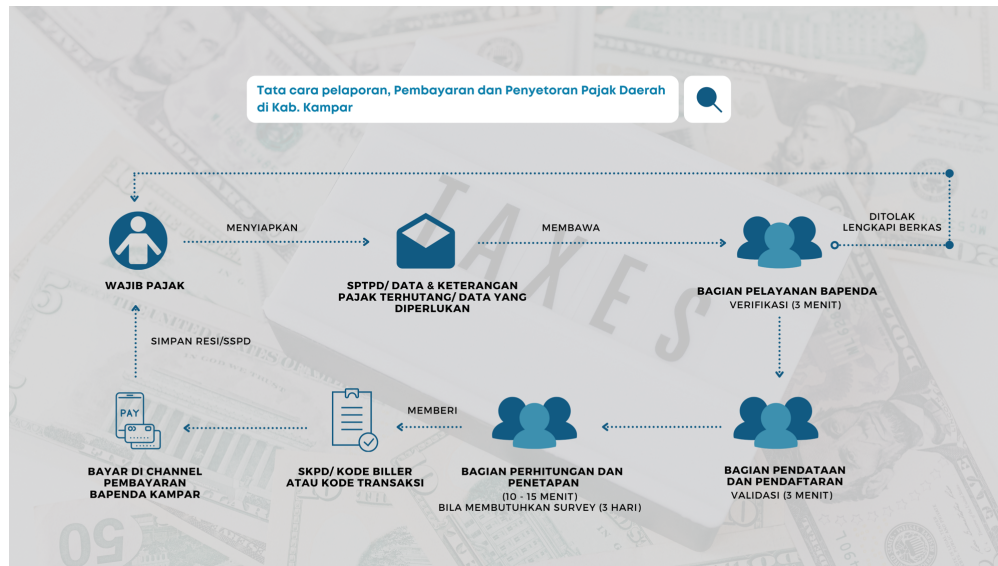 Tata cara pelaporan, Pembayaran dan Penyetoran Pajak Daerah
di Kab. Kampar
TAXES
MENYIAPKAN
MEMBAWA
DITOLAK
LENGKAPI BERKAS
WAJIB PAJAK
SPTPD/ DATA & KETERANGAN
PAJAK TERHUTANG/ DATA YANG
DIPERLUKAN
BAGIAN PELAYANAN BAPENDA
VERIFIKASI (3 MENIT)
SIMPAN RESI/SSPD
MEMBERI
PAY
BAYAR DI CHANNEL
PEMBAYARAN
BAPENDA KAMPAR
SKPD/ KODE BILLER
ATAU KODE TRANSAKSI
BAGIAN PERHITUNGAN DAN
PENETAPAN
(10 - 15 MENIT)
BILA MEMBUTUHKAN SURVEY (3 HARI)
BAGIAN PENDATAAN
DAN PENDAFTARAN
VALIDASI (3 MENIT)
50